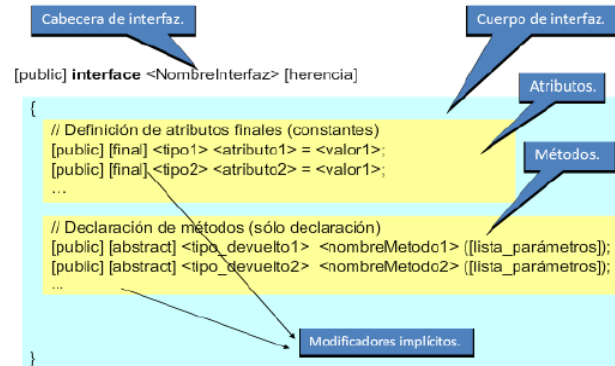 Cabecera de interfaz.
Cuerpo de interfaz.
[public] interface <NombreInterfaz> [herencia]
Atributos.
{
// Definición de atributos finales (constantes)
[public] [final] <tipo1> <atributo1> = <valor1>;
[public] [final] <tipo2> <atributo2> = <valor1>;
...
Métodos.
// Declaración de métodos (sólo declaración)
[public] [abstract] <tipo_devuelto1> <nombreMetodo1> ([lista_parámetros]);
[public] [abstract] <tipo_devuelto2> <nombreMetodo2> ([lista_parámetros]);
...
Modificadores implícitos.
}